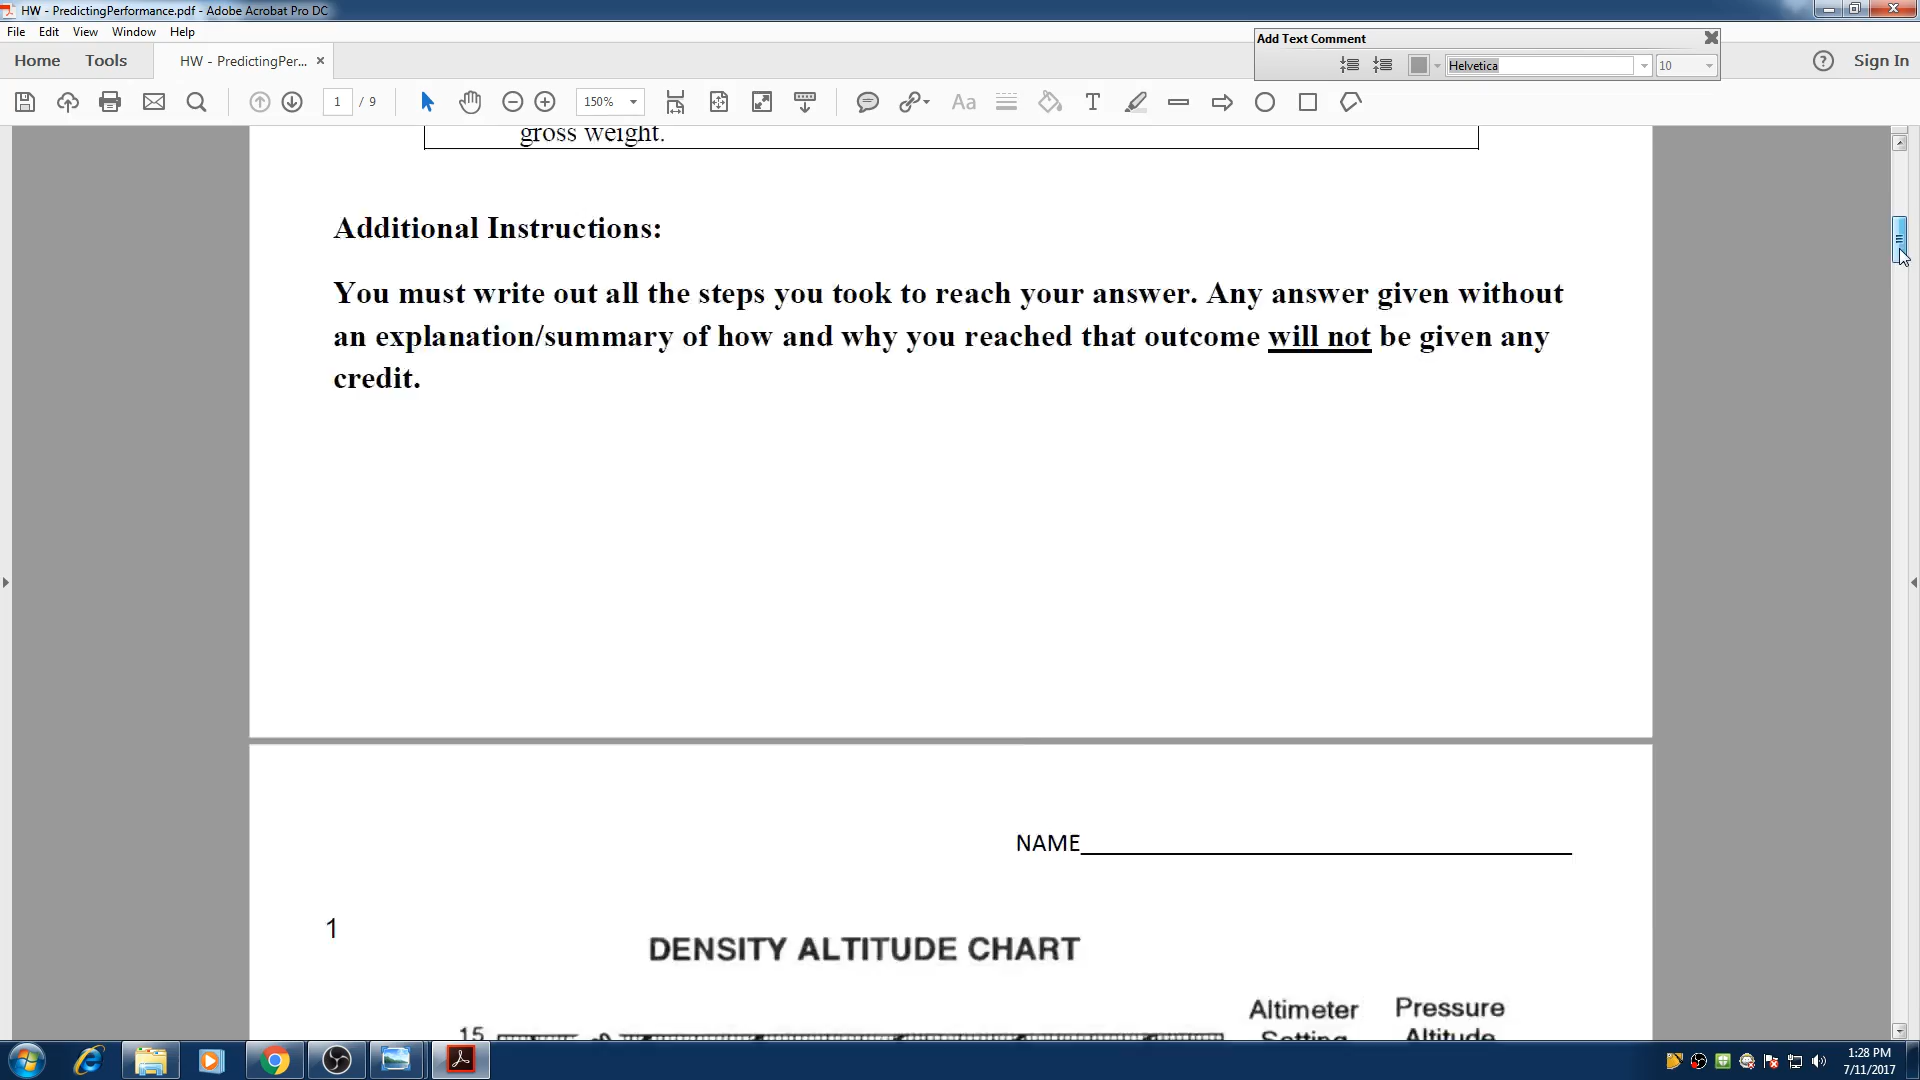 HW - PredictingPerformance.pdf - Adobe Acrobat Pro DC
File Edit View Window Help
Add Text Comment
Home Tools HW - PredictingPer... Sign In
Helvetica 10
1 / 9 150%
gross weight.
Additional Instructions:
You must write out all the steps you took to reach your answer. Any answer given without
an explanation/summary of how and why you reached that outcome will not be given any
credit.
NAME
1
DENSITY ALTITUDE CHART
Altimeter Pressure
15 Setting Altitude
1:28 PM
7/11/2017